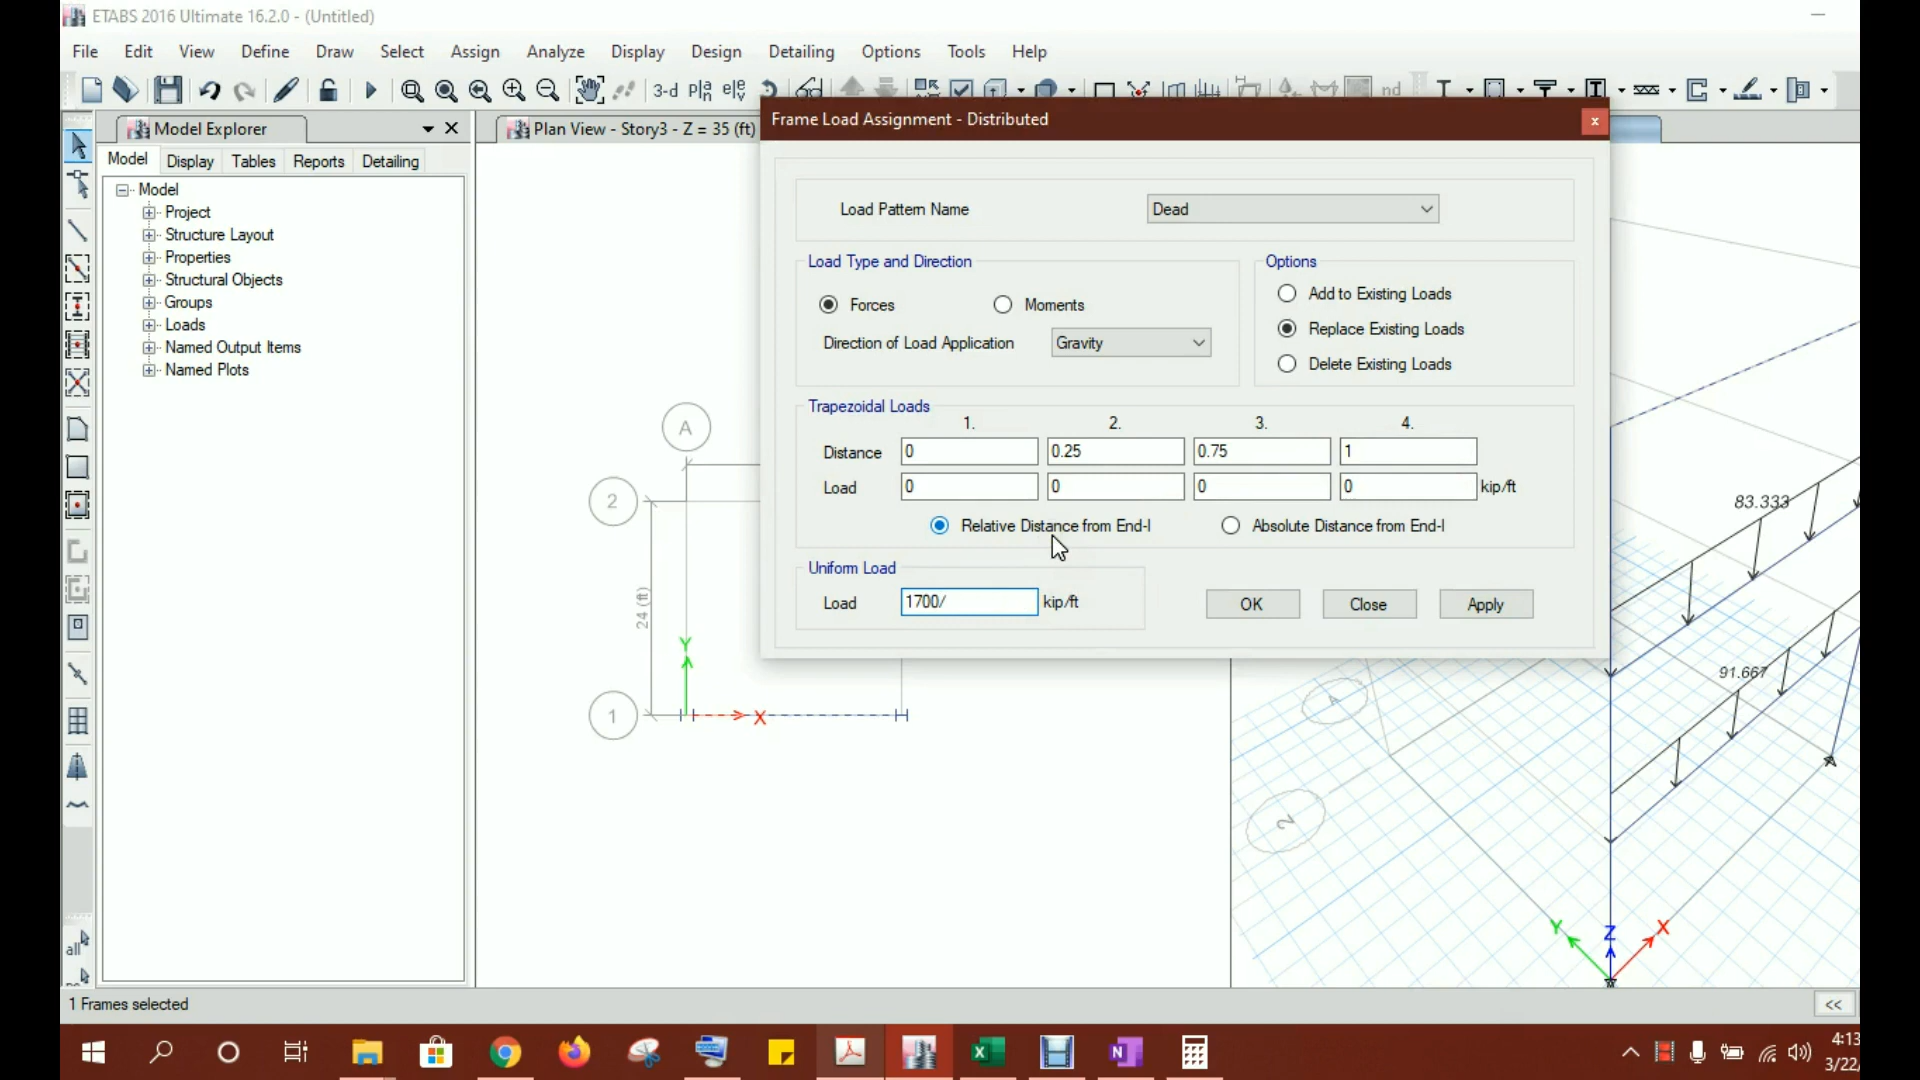 ETABS 2016 Ultimate 16.2.0 - (Untitled)
File Edit View Define Draw Select Assign Analyze Display Design Detailing Options Tools Help
3-d
nd
Model Explorer
Plan View - Story3 - Z = 35 (ft)
Model Display Tables Reports Detailing
Model
Project
Structure Layout
Properties
Structural Objects
Groups
Loads
Named Output Items
Named Plots
all
Frame Load Assignment - Distributed
x
Load Pattern Name
Dead
Load Type and Direction
Forces
Moments
Direction of Load Application
Gravity
Options
Add to Existing Loads
Replace Existing Loads
Delete Existing Loads
Trapezoidal Loads
1. 2. 3. 4.
Distance 0 0.25 0.75 1
Load 0 0 0 0 kip/ft
Relative Distance from End-I
Absolute Distance from End-I
Uniform Load
Load 1700/ kip/ft
OK Close Apply
A
2
24 (ft)
Y
1
X
83.333
91.667
A
2
Y Z X
1 Frames selected
<<
4:13
3/22/